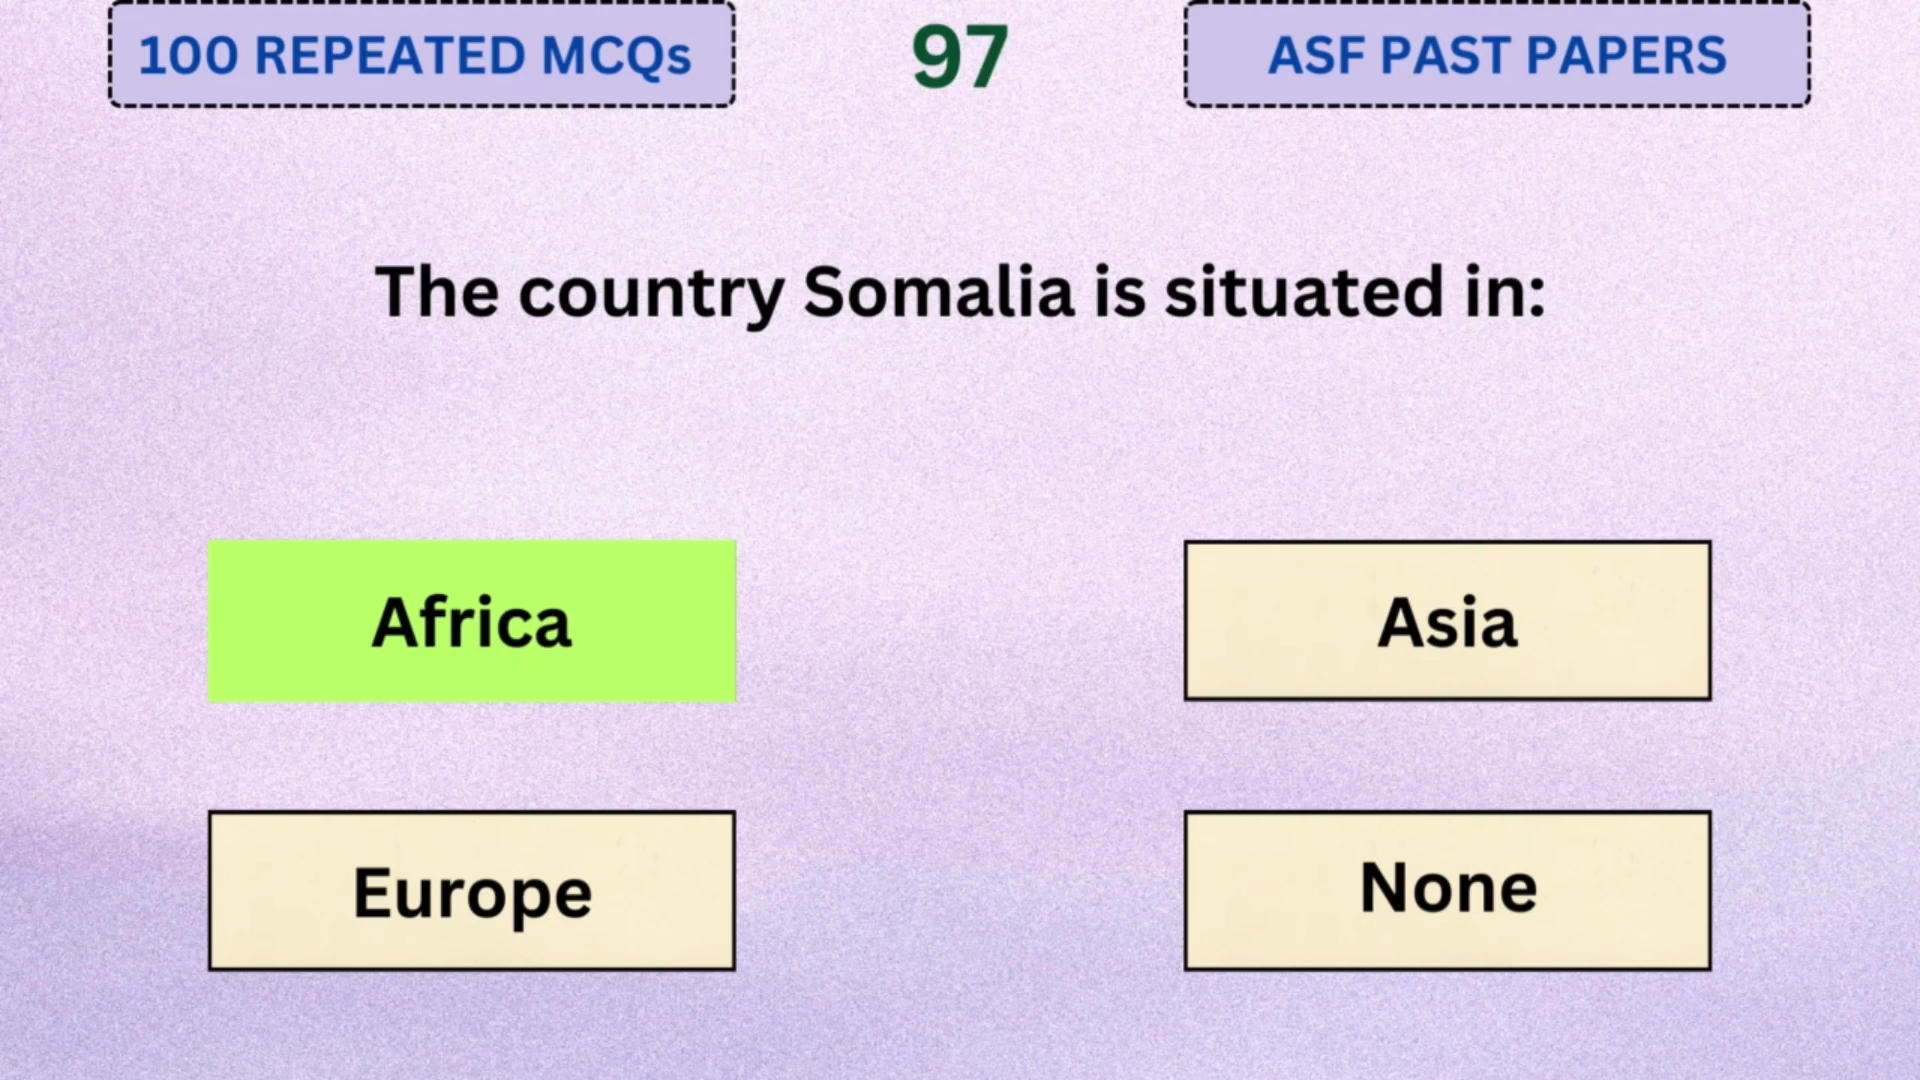 100 REPEATED MCQs
97
ASF PAST PAPERS
The country Somalia is situated in:
Africa
Asia
Europe
None